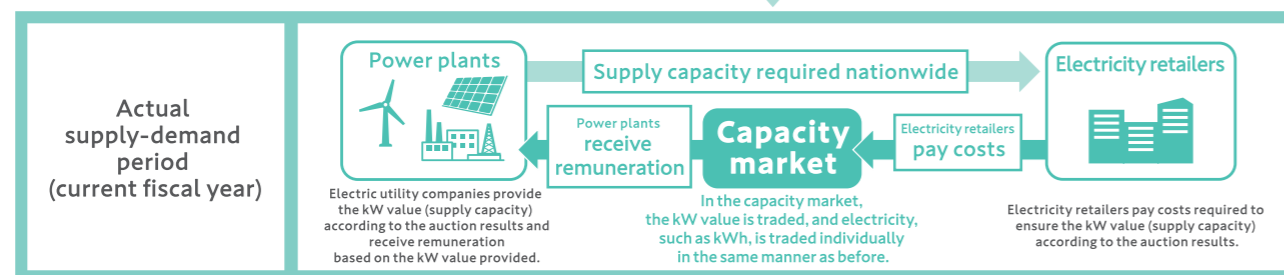 Actual
supply-demand
period
(current fiscal year)
Power plants
Supply capacity required nationwide
Electricity retailers
Power plants
receive
remuneration
Capacity
market
Electricity retailers
pay costs
Electric utility companies provide
the kW value (supply capacity)
according to the auction results and
receive remuneration
based on the kW value provided.
In the capacity market,
the kW value is traded, and electricity,
such as kWh, is traded individually
in the same manner as before.
Electricity retailers pay costs required to
ensure the kW value (supply capacity)
according to the auction results.